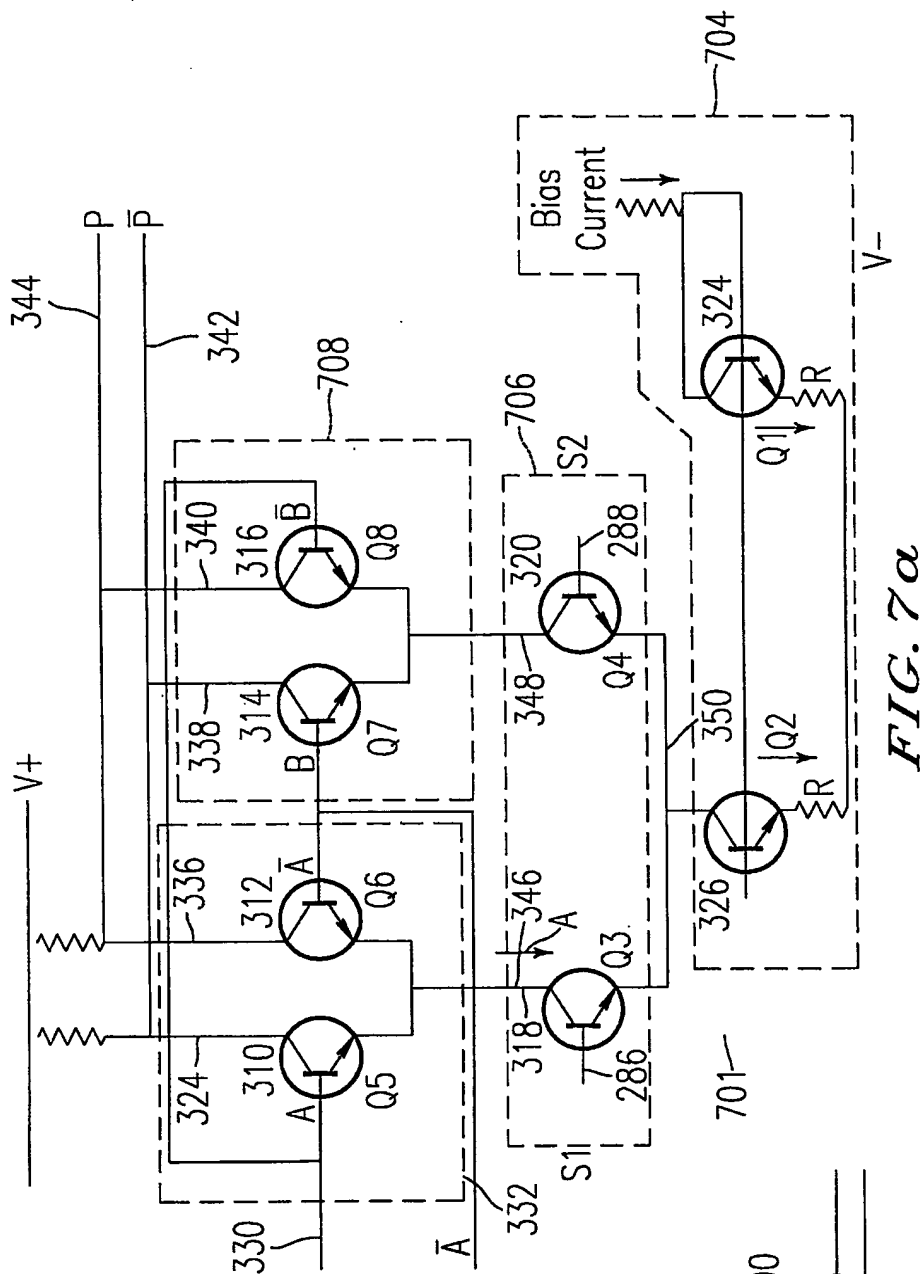 V+
344
P
P̅
342
324
336
338
340
708
310
312
314
316
A
A̅
B
B̅
Q5
Q6
Q7
Q8
330
332
A̅
346
A
348
706
S1
S2
318
320
Q3
Q4
286
288
350
Bias
Current
704
326
324
Q2
Q1
R
R
701
V-
FIG. 7a
00